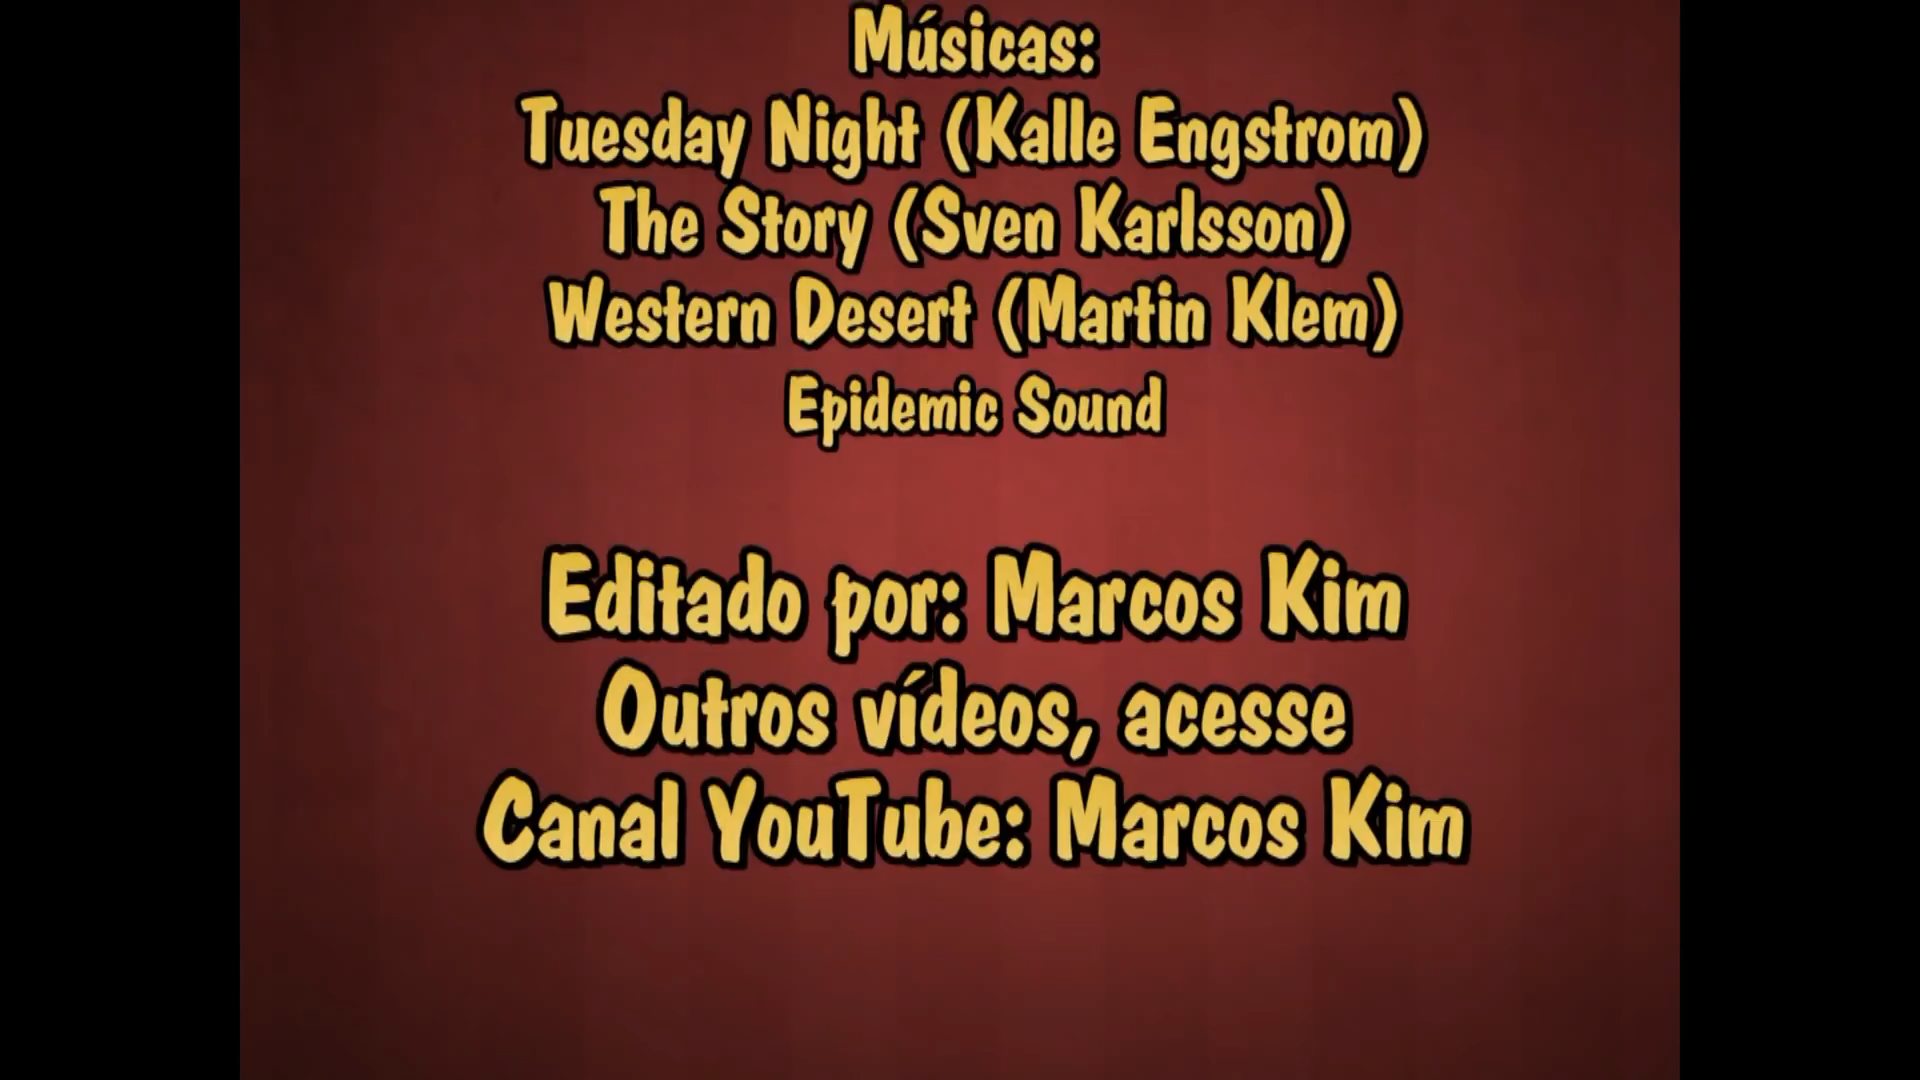 Músicas:
Tuesday Night (Kalle Engstrom)
The Story (Sven Karlsson)
Western Desert (Martin Klem)
Epidemic Sound
Editado por: Marcos Kim
Outros vídeos, acesse
Canal YouTube: Marcos Kim